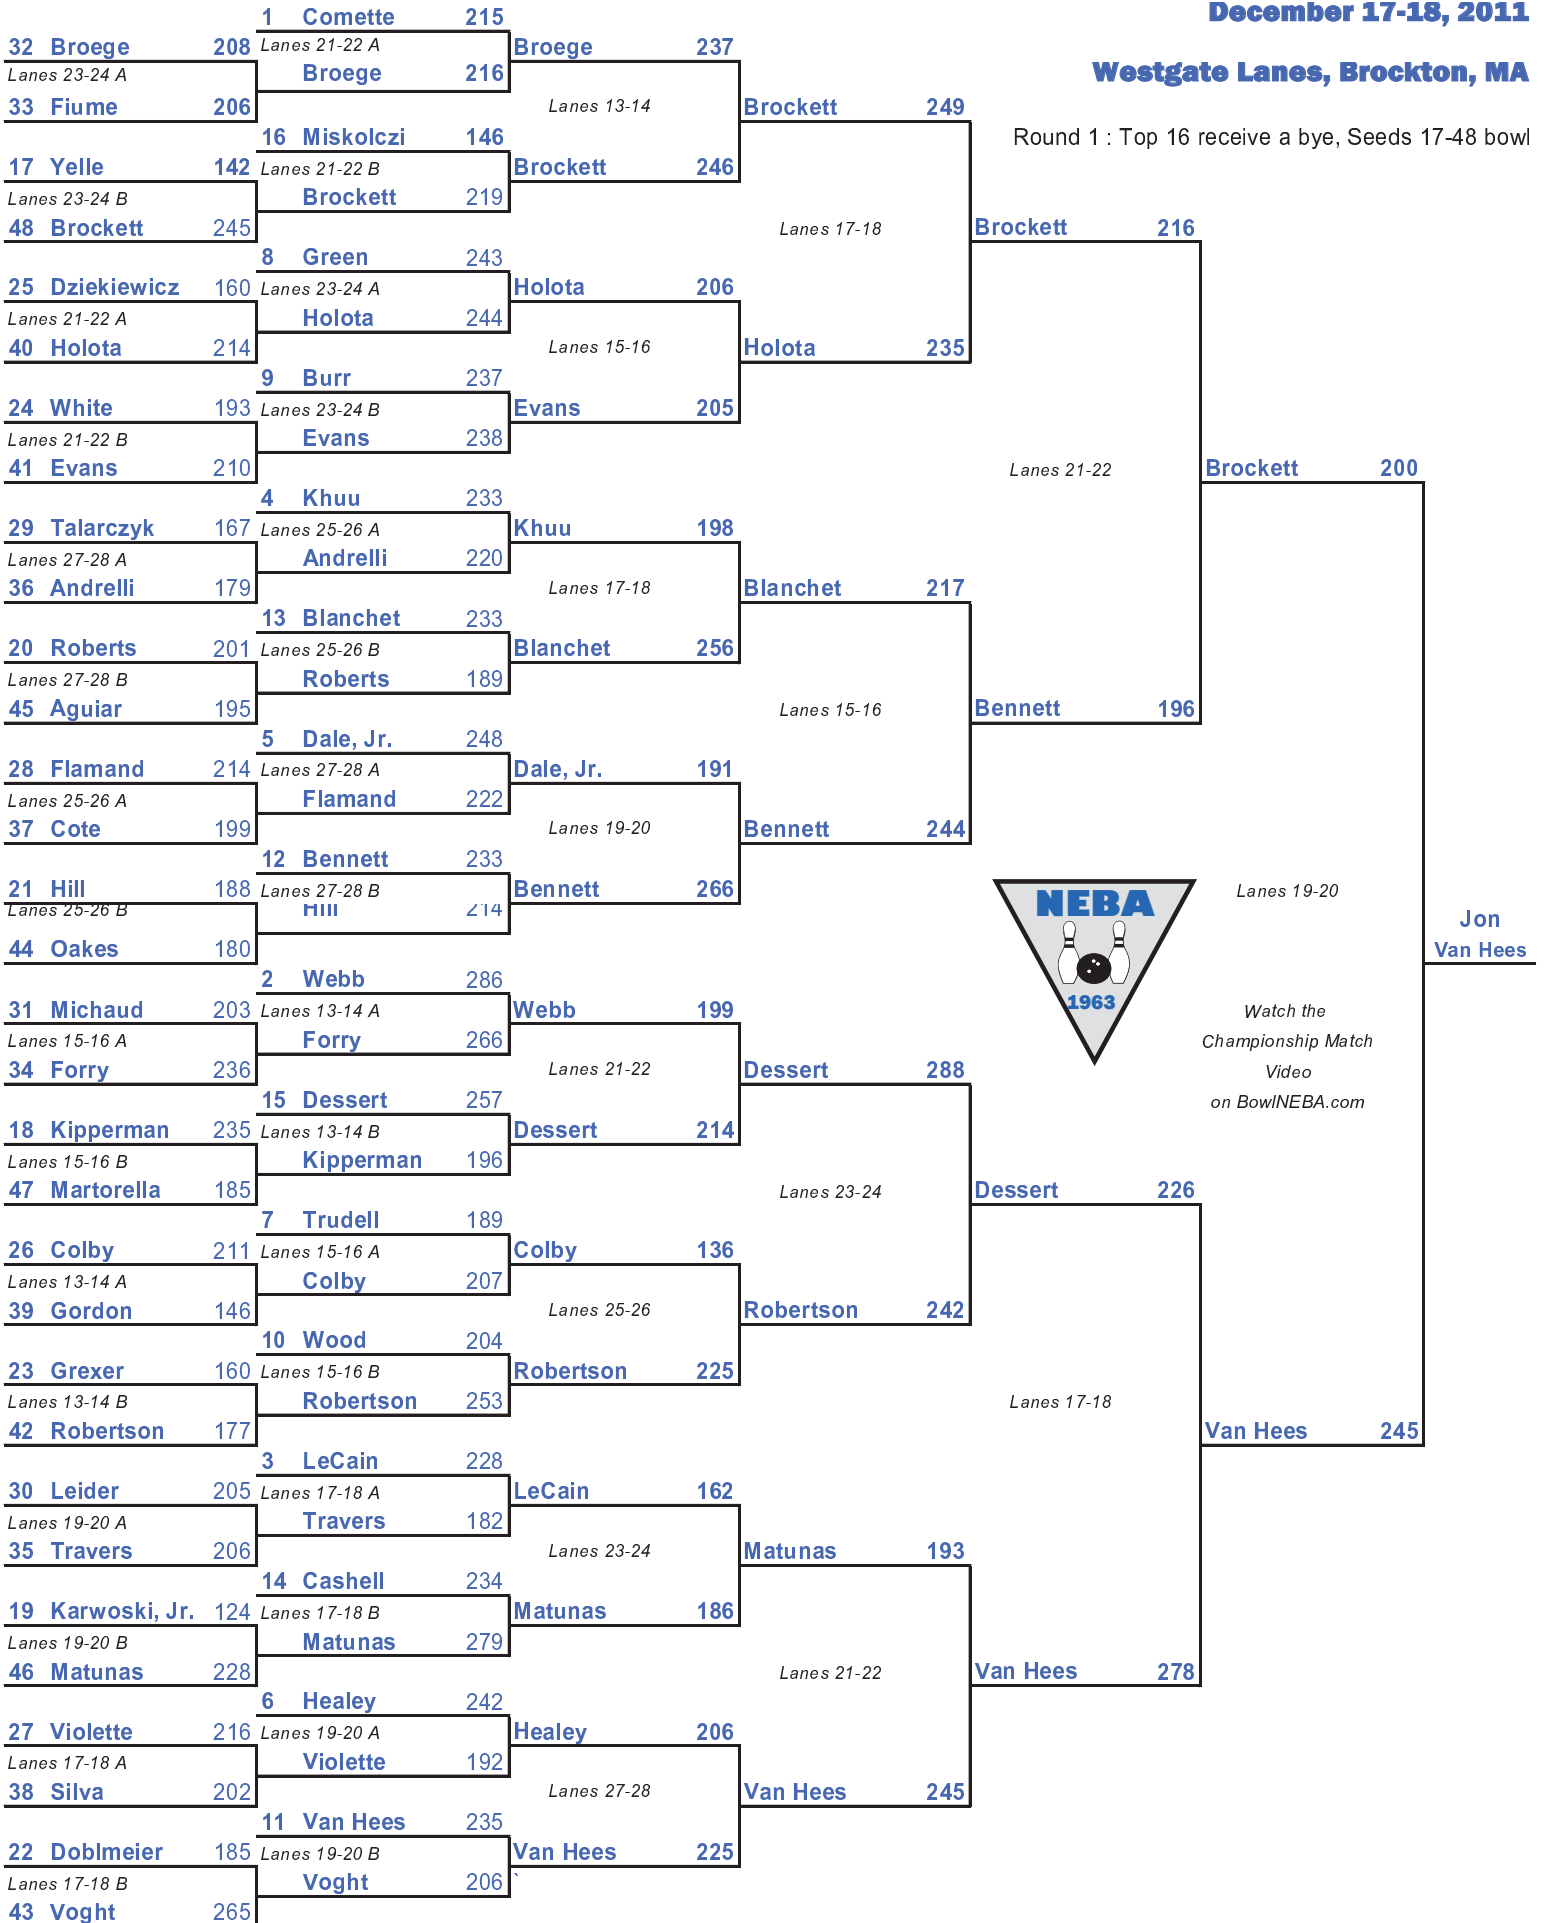 December 17-18, 2011
Westgate Lanes, Brockton, MA
Round 1 : Top 16 receive a bye, Seeds 17-48 bowl
32 Broege 208
Lanes 23-24 A
33 Fiume 206
17 Yelle 142
Lanes 23-24 B
48 Brockett 245
25 Dziekiewicz 160
Lanes 21-22 A
40 Holota 214
24 White 193
Lanes 21-22 B
41 Evans 210
29 Talarczyk 167
Lanes 27-28 A
36 Andrelli 179
20 Roberts 201
Lanes 27-28 B
45 Aguiar 195
28 Flamand 214
Lanes 25-26 A
37 Cote 199
21 Hill 188
Lanes 25-26 B
44 Oakes 180
31 Michaud 203
Lanes 15-16 A
34 Forry 236
18 Kipperman 235
Lanes 15-16 B
47 Martorella 185
26 Colby 211
Lanes 13-14 A
39 Gordon 146
23 Grexer 160
Lanes 13-14 B
42 Robertson 177
30 Leider 205
Lanes 19-20 A
35 Travers 206
19 Karwoski, Jr. 124
Lanes 19-20 B
46 Matunas 228
27 Violette 216
Lanes 17-18 A
38 Silva 202
22 Doblmeier 185
Lanes 17-18 B
43 Voght 265
1 Comette 215
Lanes 21-22 A
Broege 216
16 Miskolczi 146
Lanes 21-22 B
Brockett 219
8 Green 243
Lanes 23-24 A
Holota 244
9 Burr 237
Lanes 23-24 B
Evans 238
4 Khuu 233
Lanes 25-26 A
Andrelli 220
13 Blanchet 233
Lanes 25-26 B
Roberts 189
5 Dale, Jr. 248
Lanes 27-28 A
Flamand 222
12 Bennett 233
Lanes 27-28 B
Hill 214
2 Webb 286
Lanes 13-14 A
Forry 266
15 Dessert 257
Lanes 13-14 B
Kipperman 196
7 Trudell 189
Lanes 15-16 A
Colby 207
10 Wood 204
Lanes 15-16 B
Robertson 253
3 LeCain 228
Lanes 17-18 A
Travers 182
14 Cashell 234
Lanes 17-18 B
Matunas 279
6 Healey 242
Lanes 19-20 A
Violette 192
11 Van Hees 235
Lanes 19-20 B
Voght 206
Broege 237
Lanes 13-14
Brockett 246
Holota 206
Lanes 15-16
Evans 205
Khuu 198
Lanes 17-18
Blanchet 256
Dale, Jr. 191
Lanes 19-20
Bennett 266
Webb 199
Lanes 21-22
Dessert 214
Colby 136
Lanes 25-26
Robertson 225
LeCain 162
Lanes 23-24
Matunas 186
Healey 206
Lanes 27-28
Van Hees 225
`
Brockett 249
Lanes 17-18
Holota 235
Blanchet 217
Lanes 15-16
Bennett 244
Dessert 288
Lanes 23-24
Robertson 242
Matunas 193
Lanes 21-22
Van Hees 245
Brockett 216
Lanes 21-22
Bennett 196
Dessert 226
Lanes 17-18
Van Hees 278
Brockett 200
Lanes 19-20
Van Hees 245
Jon
Van Hees
NEBA
1963
Watch the
Championship Match
Video
on BowlNEBA.com